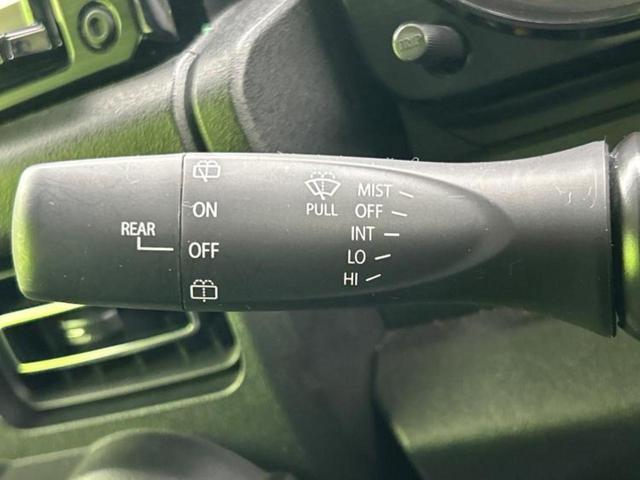 ON
REAR
OFF
PULL
MIST
OFF
INT
LO
HI